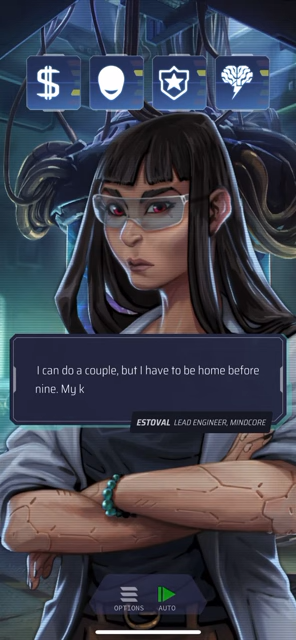 I can do a couple, but I have to be home before
nine. My k
ESTOVAL LEAD ENGINEER, MINDCORE
OPTIONS
AUTO